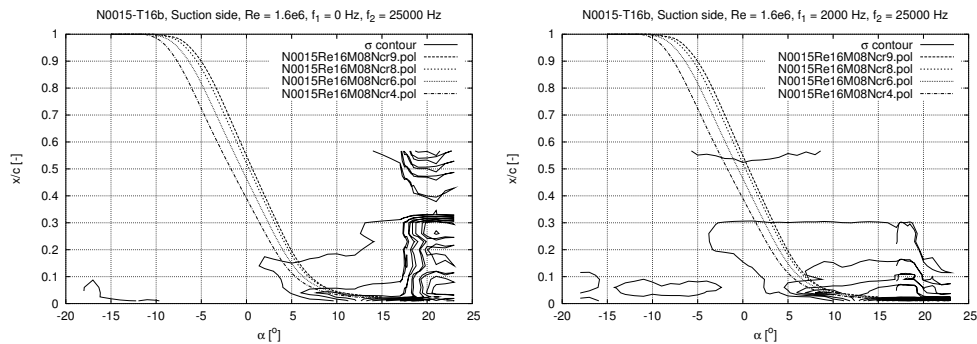 N0015-T16b, Suction side, Re = 1.6e6, f1 = 0 Hz, f2 = 25000 Hz
σ contour
N0015Re16M08Ncr9.pol
N0015Re16M08Ncr8.pol
N0015Re16M08Ncr6.pol
N0015Re16M08Ncr4.pol
x/c [-]
1
0.9
0.8
0.7
0.6
0.5
0.4
0.3
0.2
0.1
0
-20 -15 -10 -5 0 5 10 15 20 25
α [°]
N0015-T16b, Suction side, Re = 1.6e6, f1 = 2000 Hz, f2 = 25000 Hz
σ contour
N0015Re16M08Ncr9.pol
N0015Re16M08Ncr8.pol
N0015Re16M08Ncr6.pol
N0015Re16M08Ncr4.pol
x/c [-]
1
0.9
0.8
0.7
0.6
0.5
0.4
0.3
0.2
0.1
0
-20 -15 -10 -5 0 5 10 15 20 25
α [°]